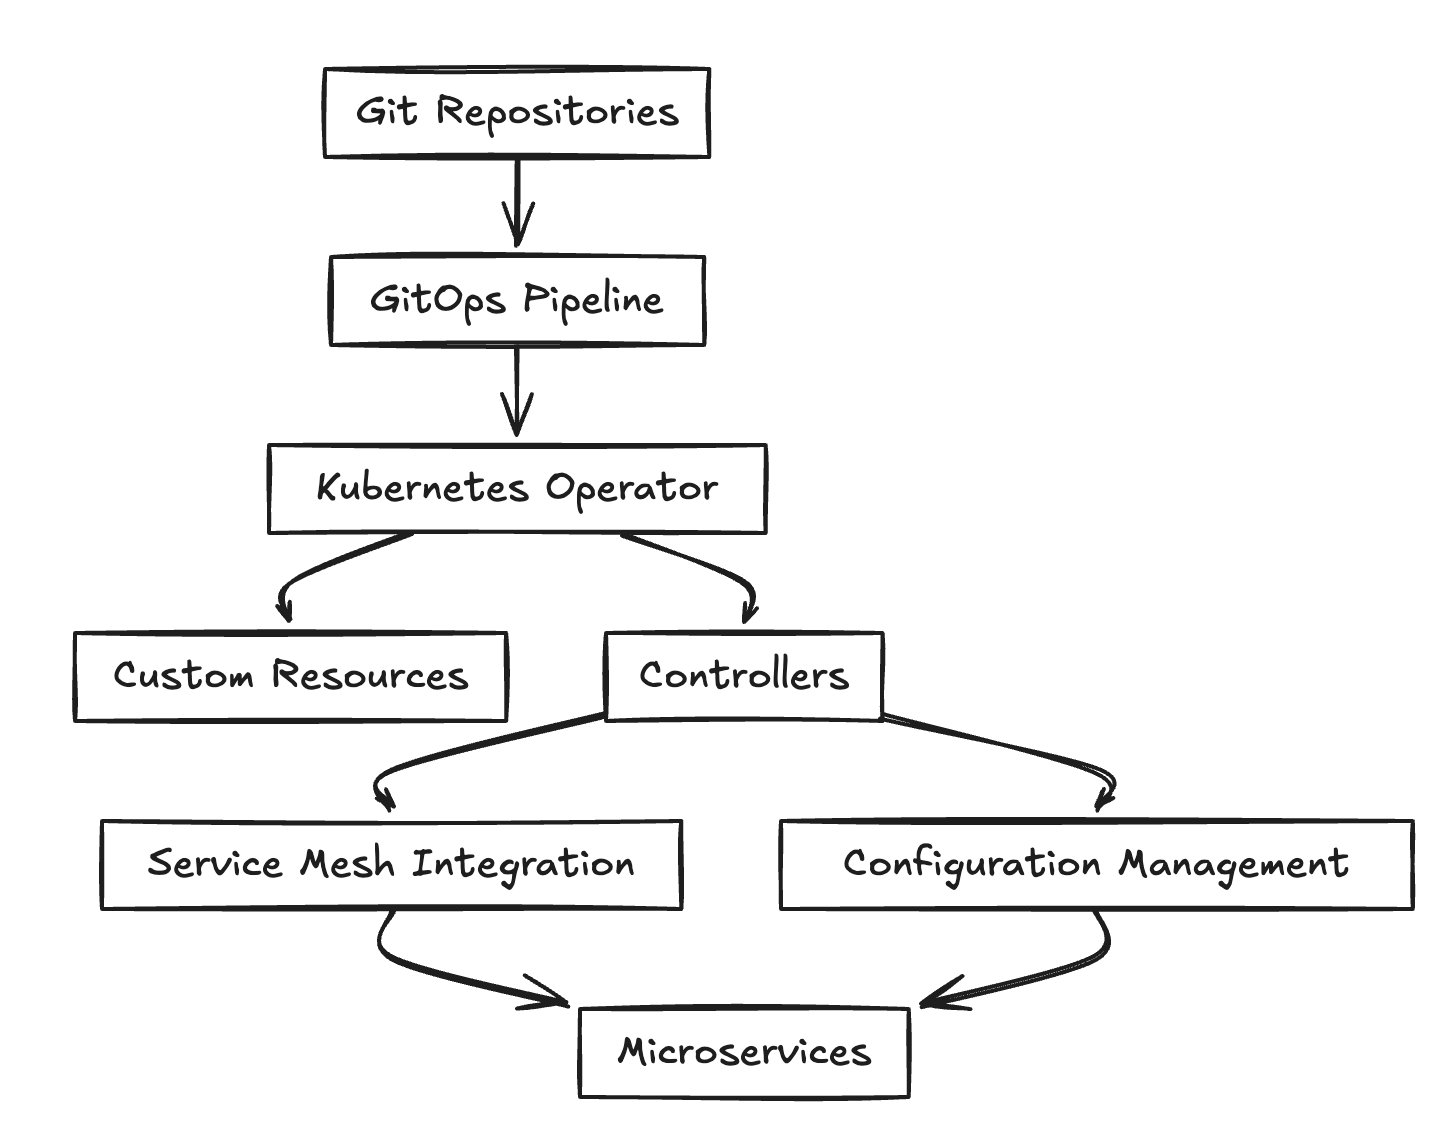 Git Repositories
GitOps Pipeline
Kubernetes Operator
Custom Resources
Controllers
Service Mesh Integration
Configuration Management
Microservices